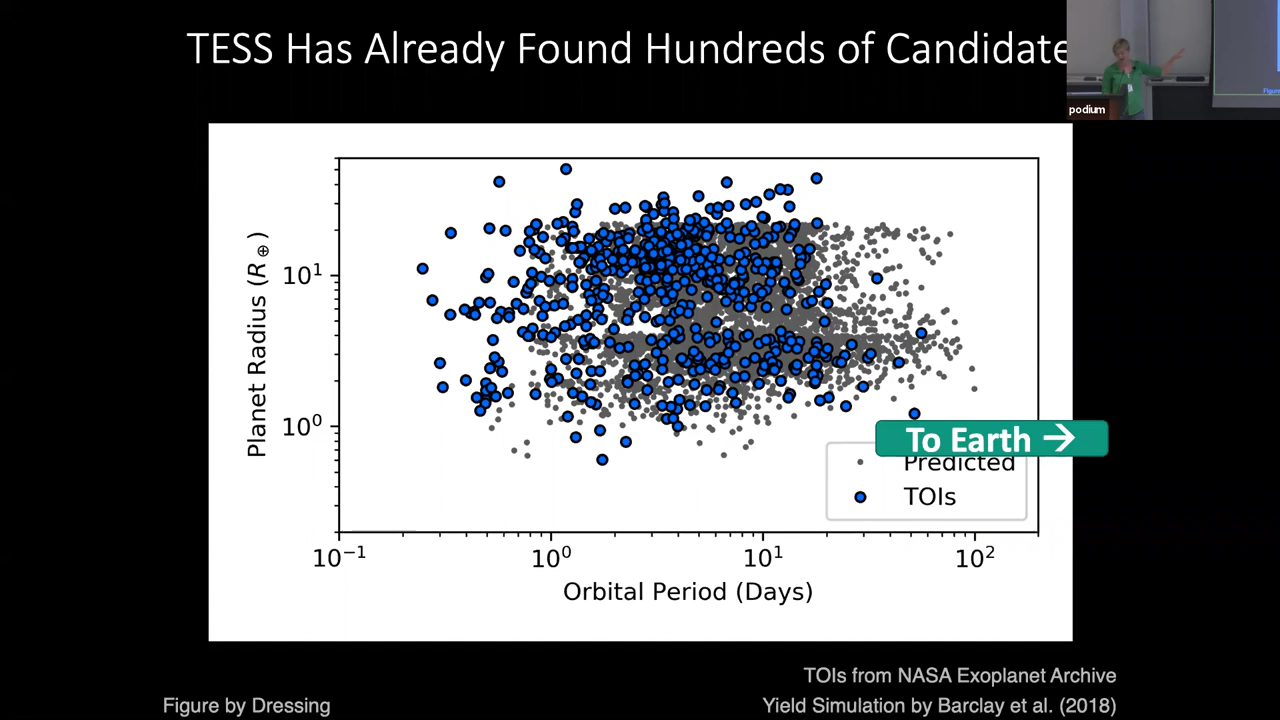 TESS Has Already Found Hundreds of Candidate
podium
Planet Radius (R⊕)
10¹
10⁰
To Earth →
Predicted
TOIs
10⁻¹
10⁰
10¹
10²
Orbital Period (Days)
TOIs from NASA Exoplanet Archive
Figure by Dressing
Yield Simulation by Barclay et al. (2018)